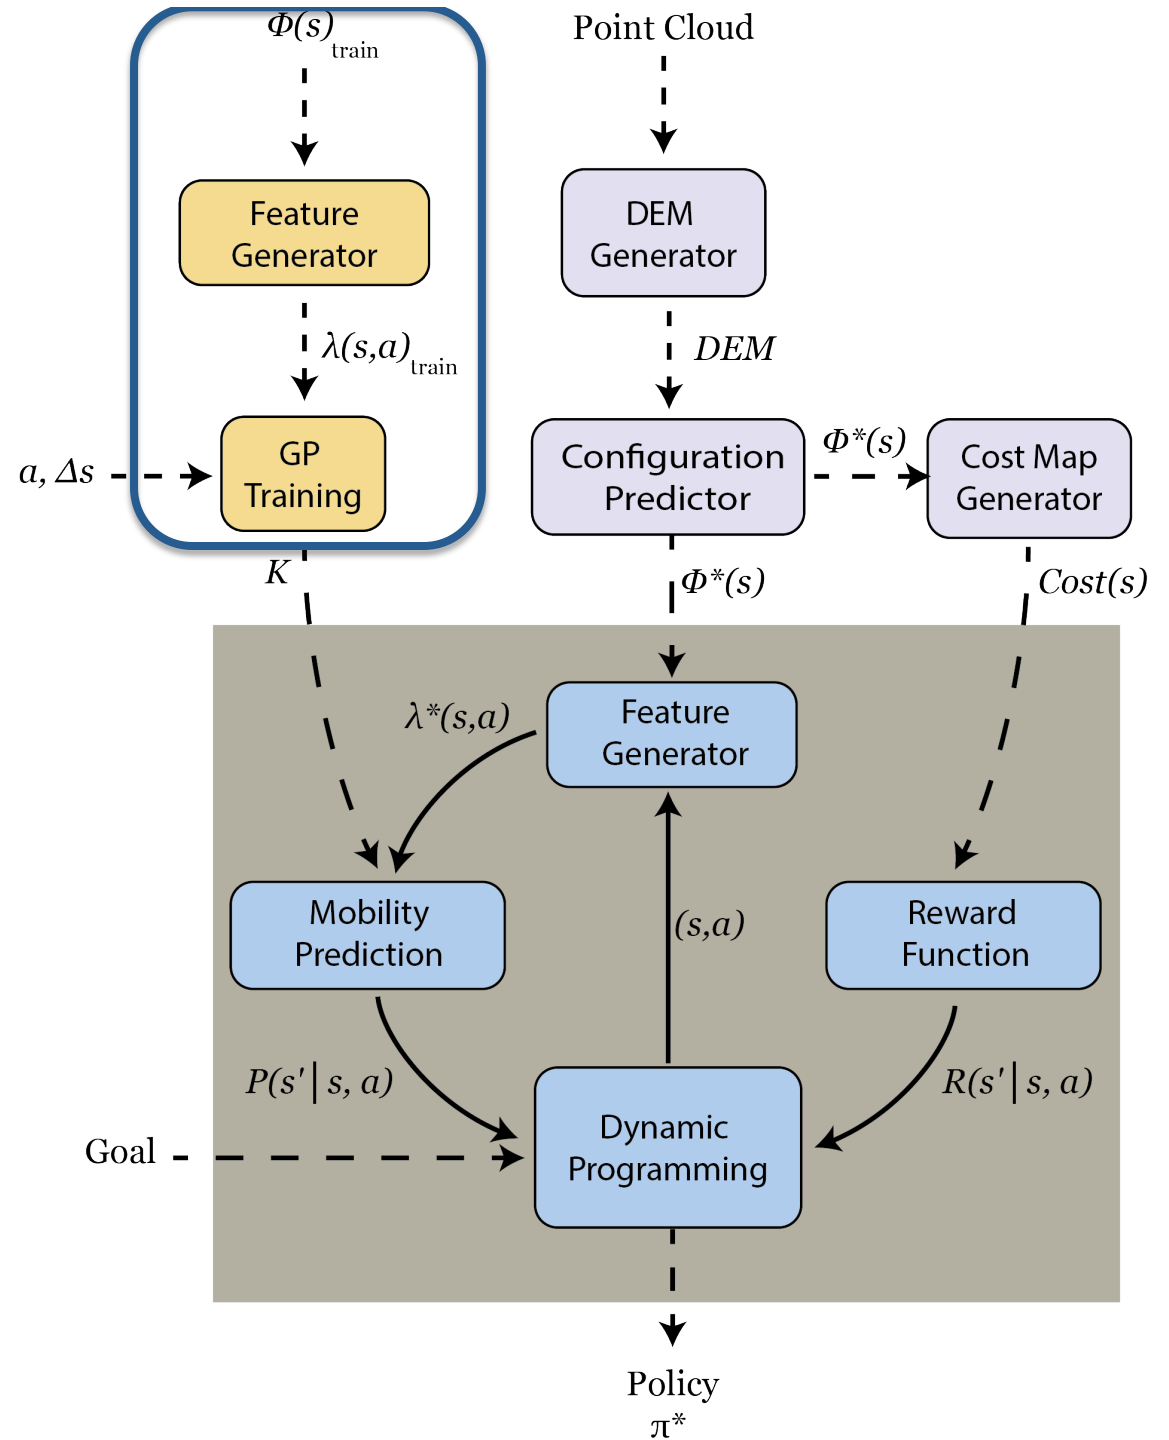 Φ(s)train
Point Cloud
Feature
Generator
DEM
Generator
λ(s,a)train
DEM
a, Δs
GP
Training
Configuration
Predictor
Φ*(s)
Cost Map
Generator
K
Φ*(s)
Cost(s)
λ*(s,a)
Feature
Generator
Mobility
Prediction
(s,a)
Reward
Function
P(s'|s, a)
R(s'|s, a)
Goal
Dynamic
Programming
Policy
π*